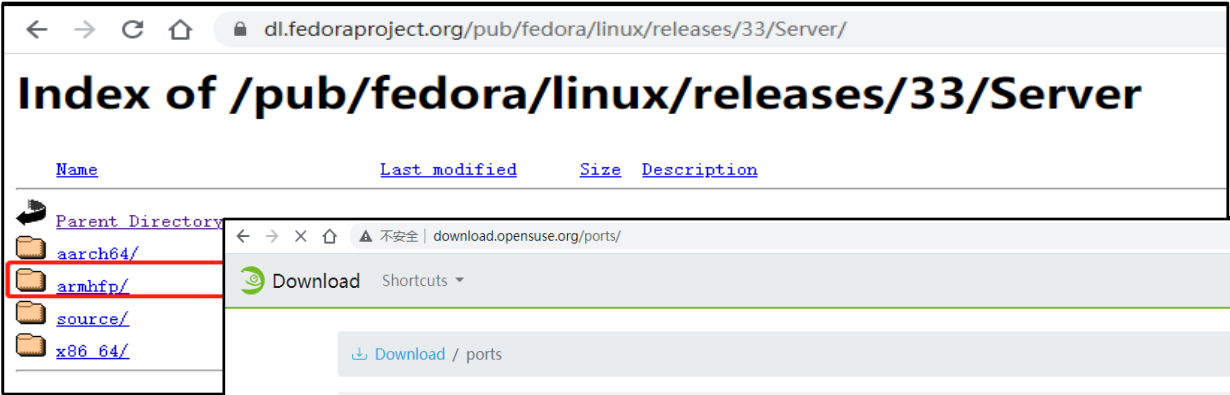 dl.fedoraproject.org/pub/fedora/linux/releases/33/Server/
Index of /pub/fedora/linux/releases/33/Server
Name Last modified Size Description
Parent Directory
aarch64/
armhfp/
source/
x86_64/
不安全 | download.opensuse.org/ports/
Download Shortcuts
Download / ports